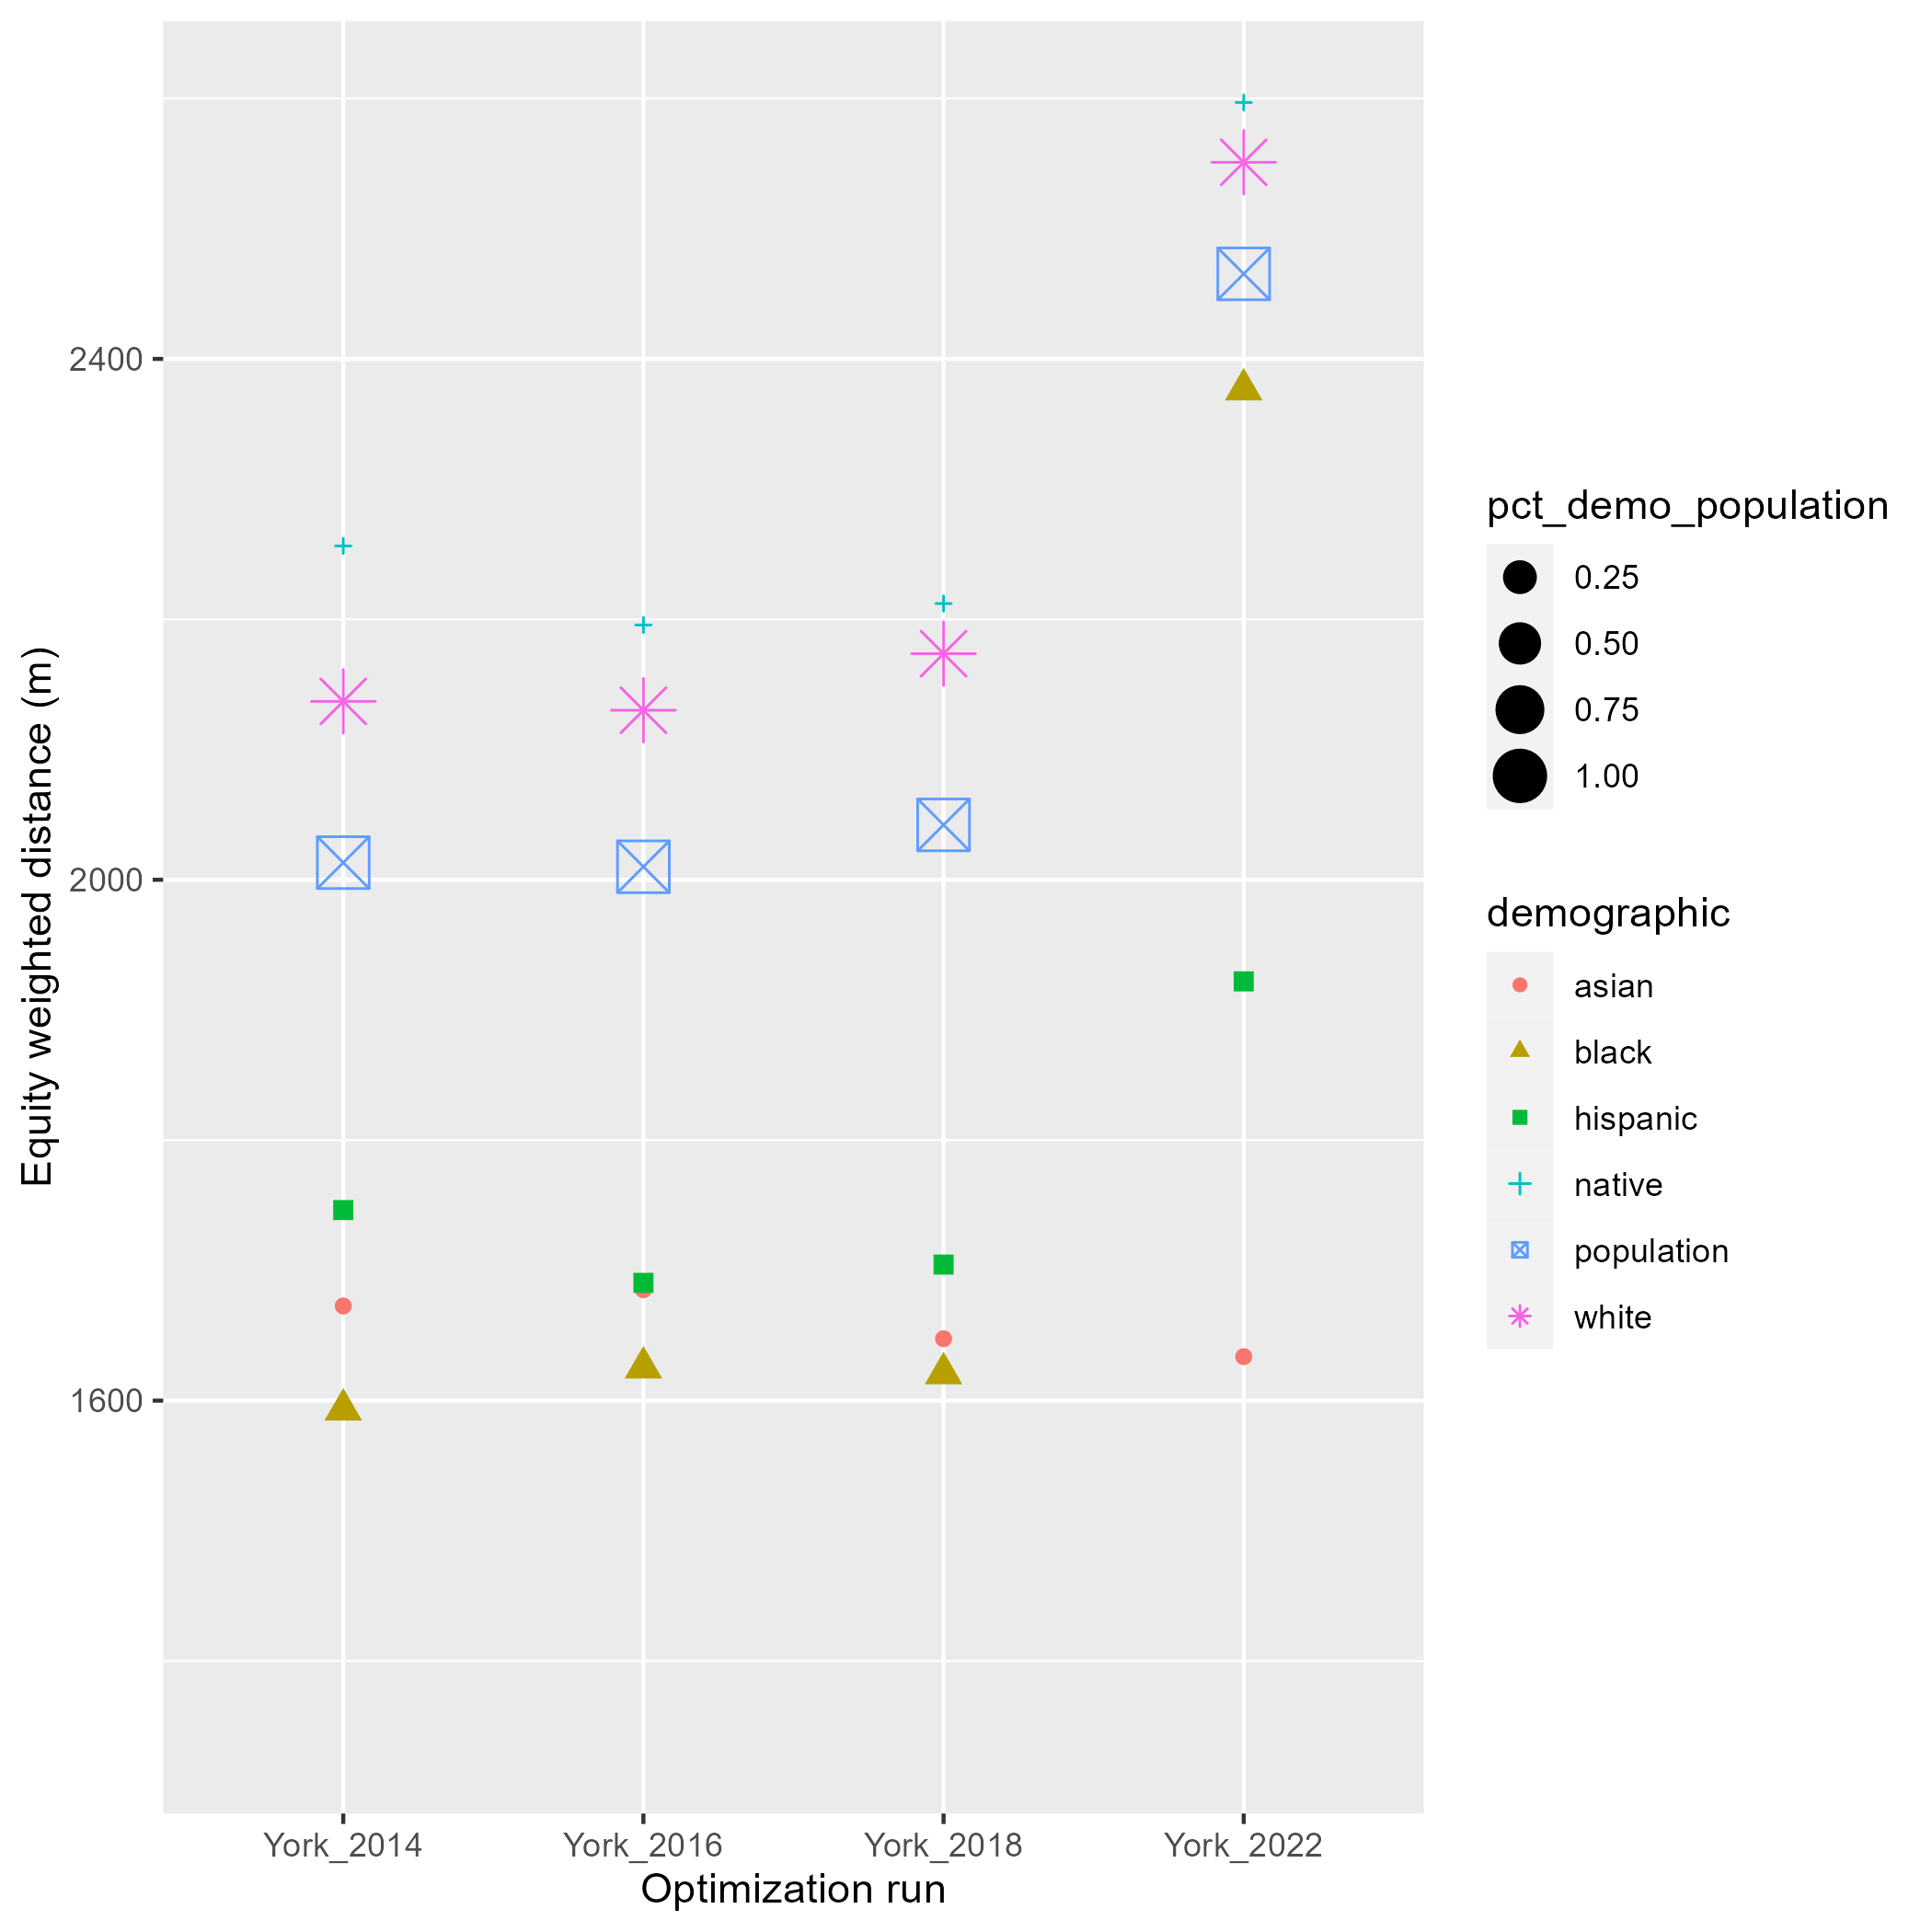 Equity weighted distance (m)
2400
2000
1600
York_2014
York_2016
York_2018
York_2022
Optimization run
pct_demo_population
0.25
0.50
0.75
1.00
demographic
asian
black
hispanic
native
population
white